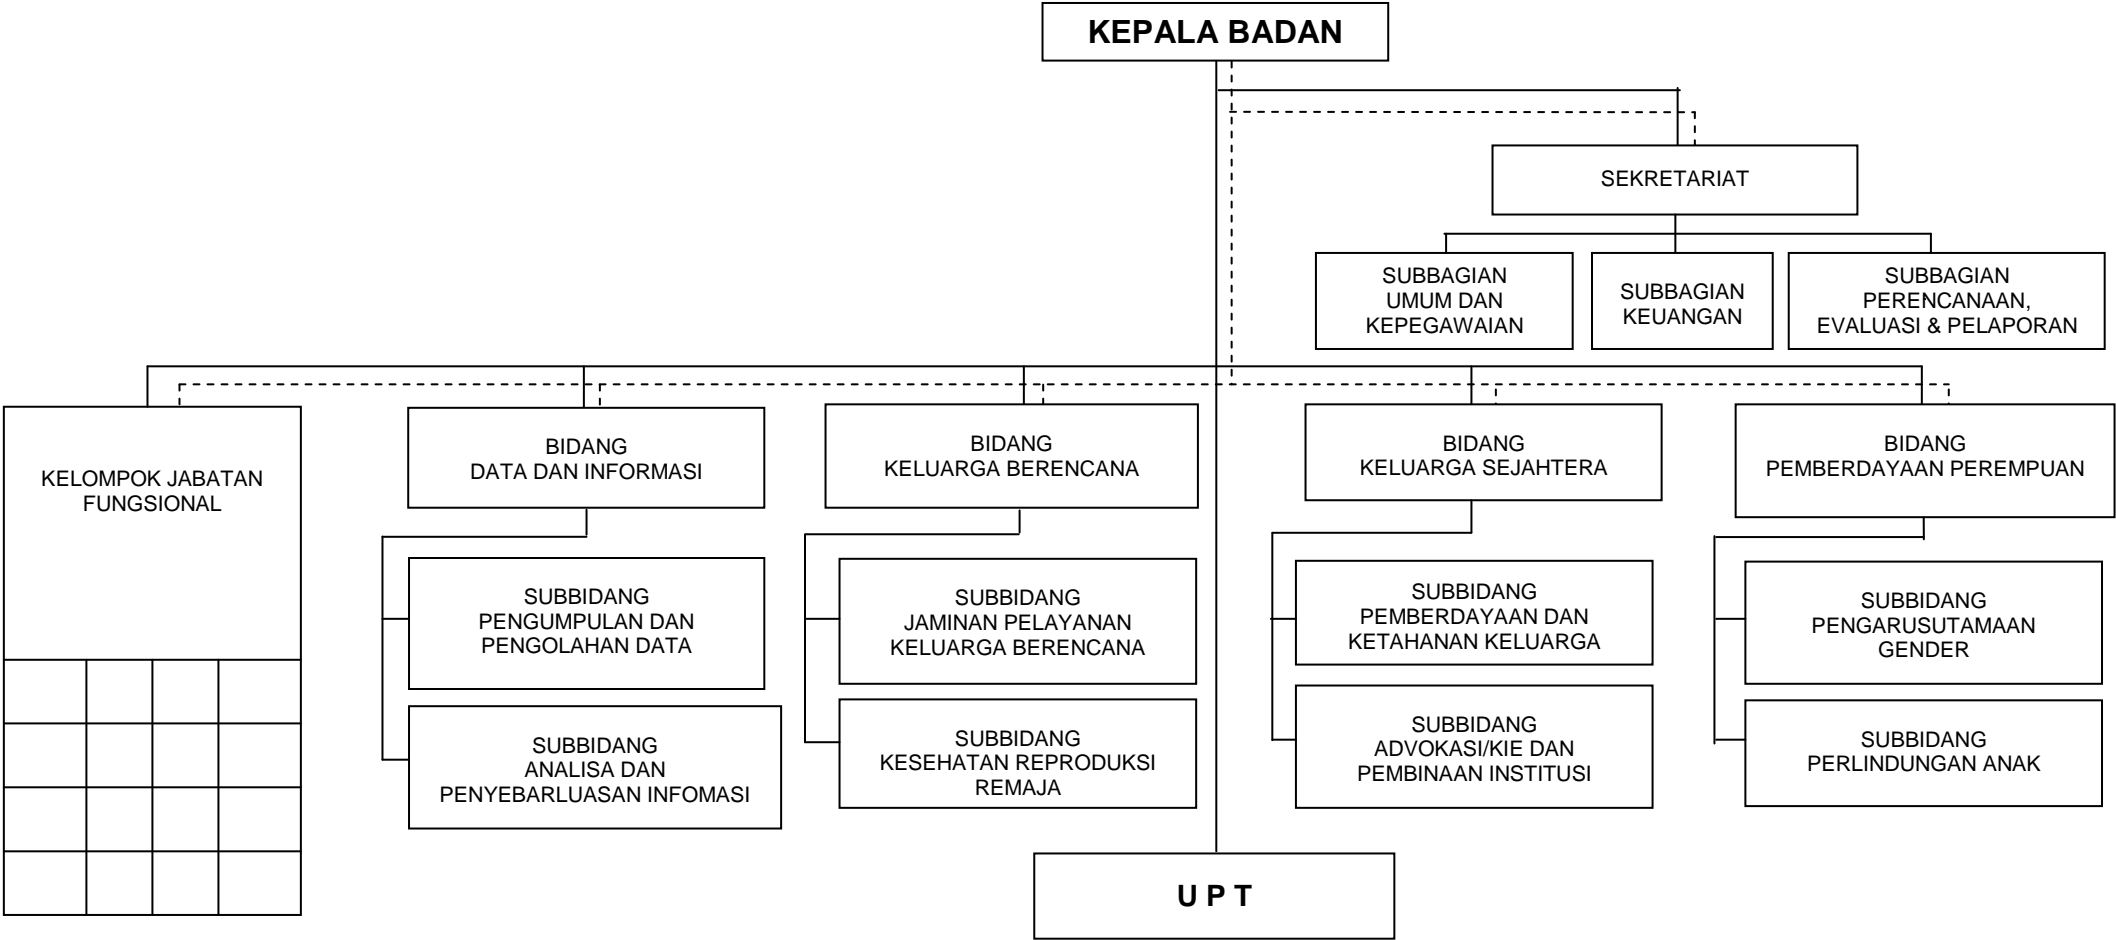 KEPALA BADAN
SEKRETARIAT
SUBBAGIAN
UMUM DAN
KEPEGAWAIAN
SUBBAGIAN
KEUANGAN
SUBBAGIAN
PERENCANAAN,
EVALUASI & PELAPORAN
KELOMPOK JABATAN
FUNGSIONAL
BIDANG
DATA DAN INFORMASI
BIDANG
KELUARGA BERENCANA
BIDANG
KELUARGA SEJAHTERA
BIDANG
PEMBERDAYAAN PEREMPUAN
SUBBIDANG
PENGUMPULAN DAN
PENGOLAHAN DATA
SUBBIDANG
JAMINAN PELAYANAN
KELUARGA BERENCANA
SUBBIDANG
PEMBERDAYAAN DAN
KETAHANAN KELUARGA
SUBBIDANG
PENGARUSUTAMAAN
GENDER
SUBBIDANG
ANALISA DAN
PENYEBARLUASAN INFOMASI
SUBBIDANG
KESEHATAN REPRODUKSI
REMAJA
SUBBIDANG
ADVOKASI/KIE DAN
PEMBINAAN INSTITUSI
SUBBIDANG
PERLINDUNGAN ANAK
U P T